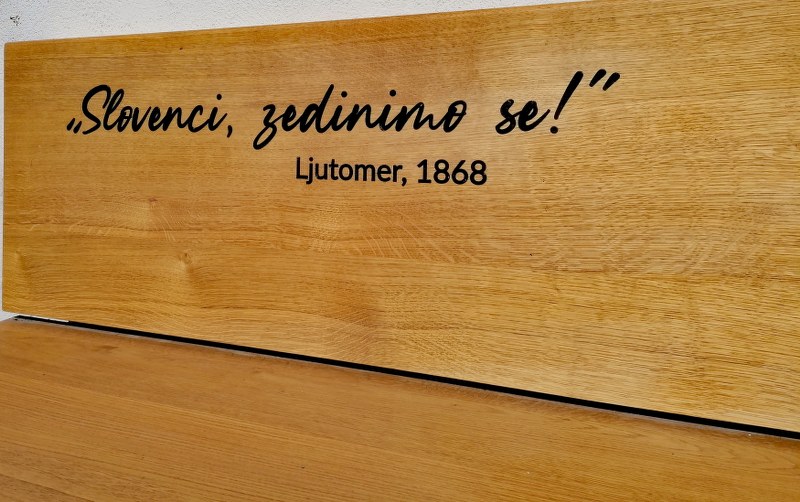 „Slovenci, zedinimo se!”
Ljutomer, 1868